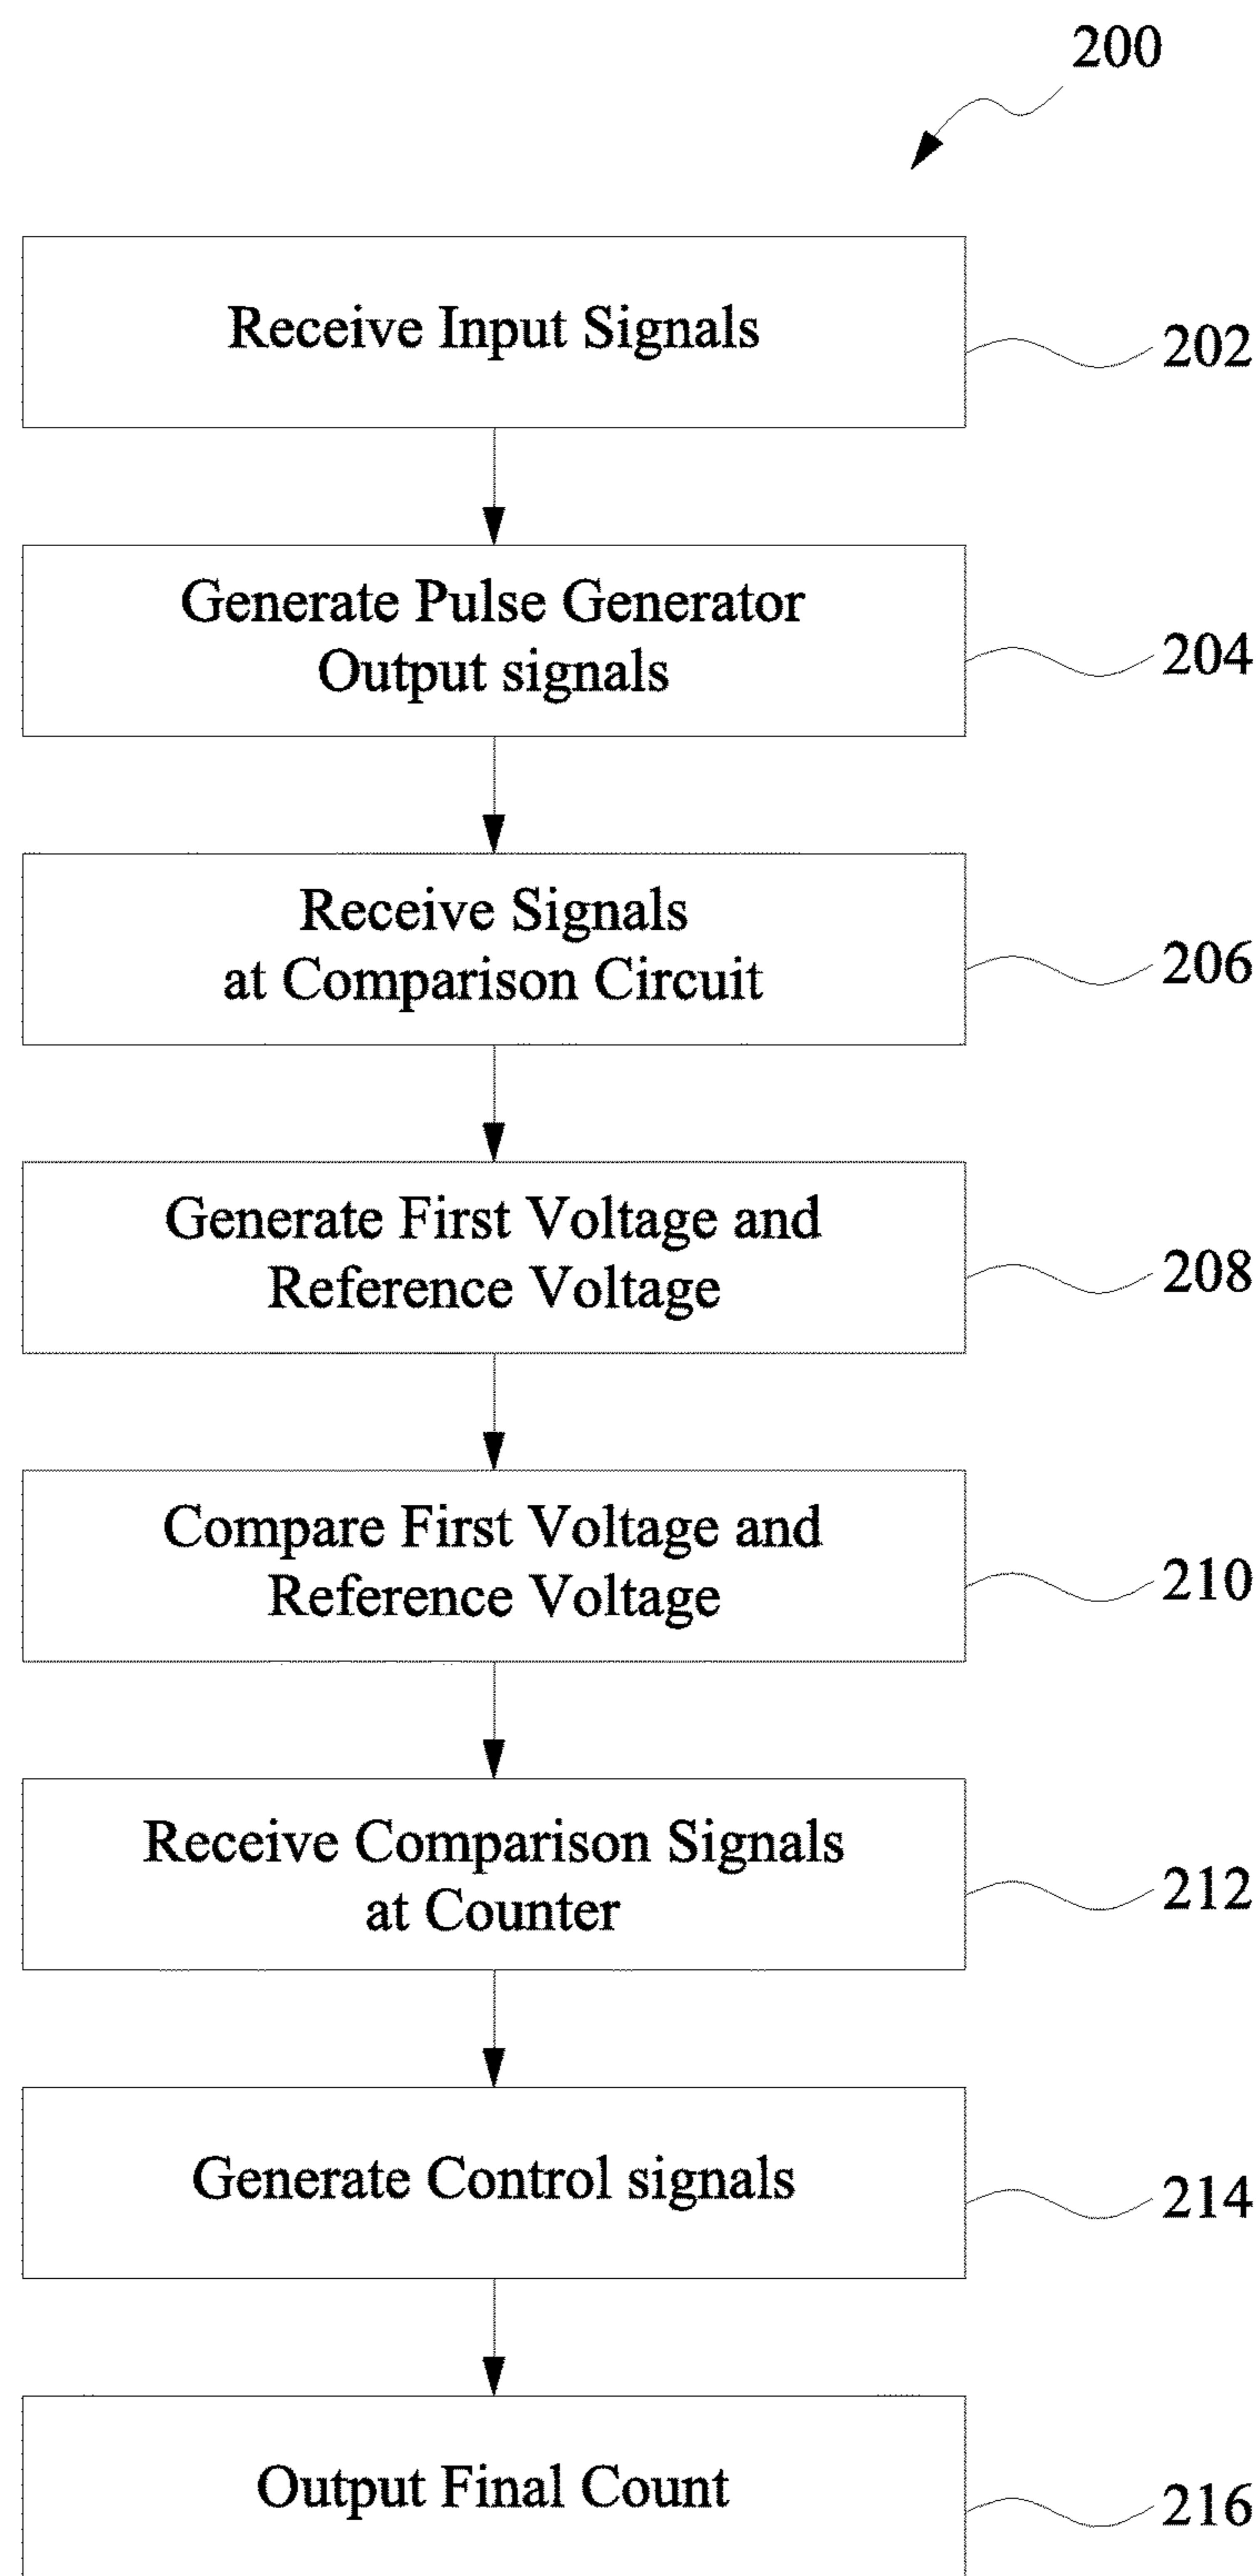 200
Receive Input Signals
202
Generate Pulse Generator
Output signals
204
Receive Signals
at Comparison Circuit
206
Generate First Voltage and
Reference Voltage
208
Compare First Voltage and
Reference Voltage
210
Receive Comparison Signals
at Counter
212
Generate Control signals
214
Output Final Count
216